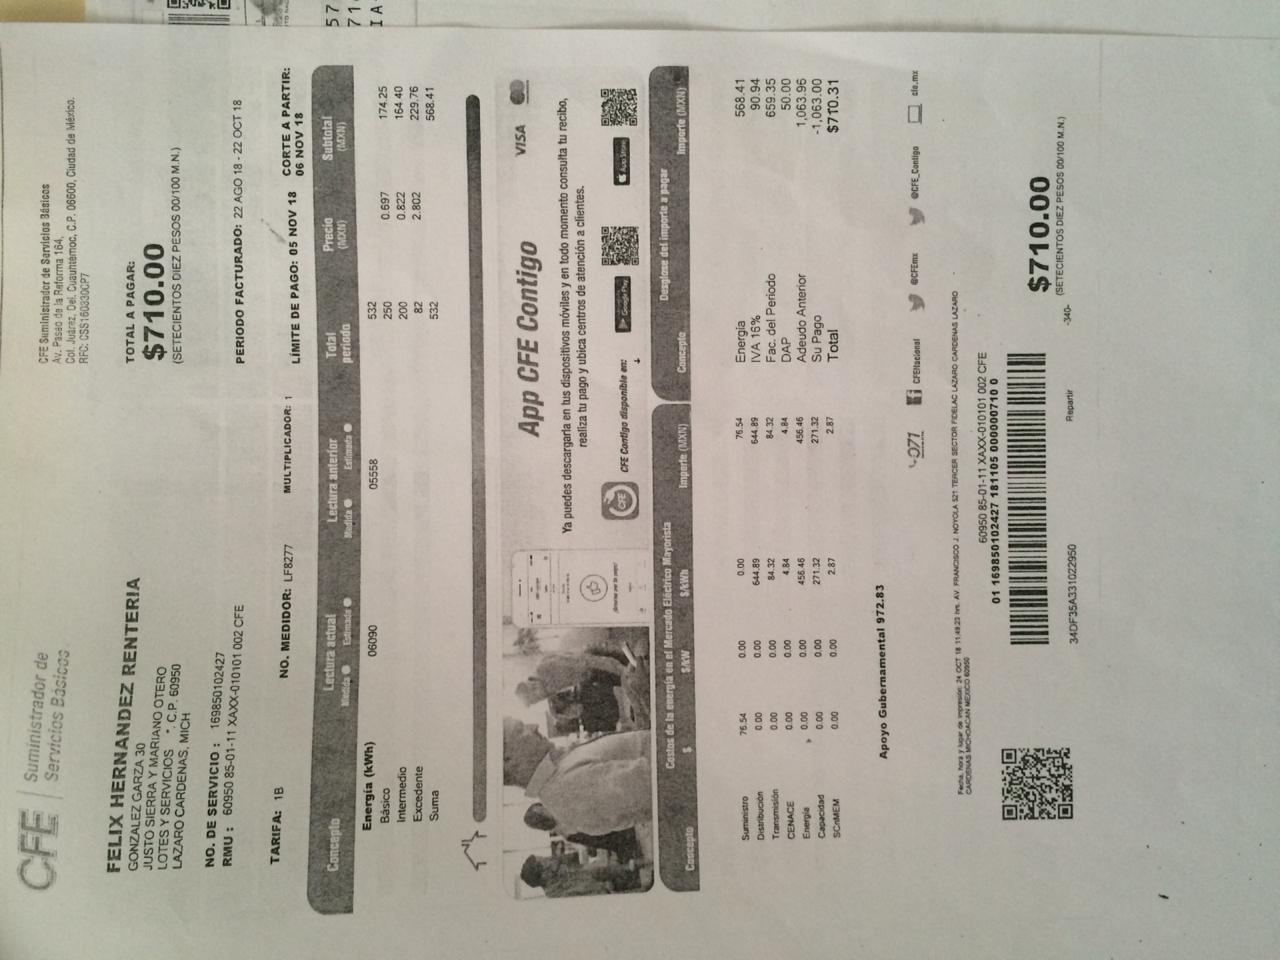 CFE Suministrador de
Servicios Básicos
CFE Suministrador de Servicios Básicos
Av. Paseo de la Reforma 164,
Col. Juárez, Del. Cuauhtemoc, C.P. 06600, Ciudad de México.
RFC: CSS160330CP7
FELIX HERNANDEZ RENTERIA
GONZALEZ GARZA 30
JUSTO SIERRA Y MARIANO OTERO
LOTES Y SERVICIOS *. C.P. 60950
LAZARO CARDENAS, MICH
TOTAL A PAGAR:
$710.00
(SETECIENTOS DIEZ PESOS 00/100 M.N.)
NO. DE SERVICIO : 169850102427
RMU : 60950 85-01-11 XAXX-010101 002 CFE
PERIODO FACTURADO: 22 AGO 18 - 22 OCT 18
TARIFA: 1B NO. MEDIDOR: LF8277 MULTIPLICADOR: 1
LÍMITE DE PAGO: 05 NOV 18 CORTE A PARTIR:
06 NOV 18
Concepto Lectura actual Lectura anterior Total periodo Precio (MXN) Subtotal (MXN)
Medida Estimada Medida Estimada
Energía (kWh) 06090 05558 532
Básico 250 0.697 174.25
Intermedio 200 0.822 164.40
Excedente 82 2.802 229.76
Suma 532 568.41
App CFE Contigo VISA
Ya puedes descargarla en tus dispositivos móviles y en todo momento consulta tu recibo,
realiza tu pago y ubica centros de atención a clientes.
CFE CFE Contigo disponible en: Google Play App Store
Costos de la energía en el Mercado Eléctrico Mayorista
Concepto $ $/kW $/kWh Importe (MXN)
Suministro 76.54 0.00 0.00 76.54
Distribución 0.00 0.00 644.89 644.89
Transmisión 0.00 0.00 84.32 84.32
CENACE 0.00 0.00 4.84 4.84
Energía 0.00 0.00 456.46 456.46
Capacidad 0.00 0.00 271.32 271.32
SCnMEM 0.00 0.00 2.87 2.87
Desglose del importe a pagar
Concepto Importe (MXN)
Energía 568.41
IVA 16% 90.94
Fac. del Periodo 659.35
DAP 50.00
Adeudo Anterior 1,063.96
Su Pago -1,063.00
Total $710.31
Apoyo Gubernamental 972.83
071 CFENacional @CFEmx @CFE_Contigo cfe.mx
Fecha, hora y lugar de impresión: 24 OCT 18 11:49:23 hrs. AV. FRANCISCO J. NOYOLA 521 TERCER SECTOR FIDELAC LAZARO CARDENAS LAZARO
CARDENAS MICHOACAN MEXICO 60950
60950 85-01-11 XAXX-010101 002 CFE
01 169850102427 181105 000000710 0
$710.00
(SETECIENTOS DIEZ PESOS 00/100 M.N.)
34DF35A331022950 Repartir -340-